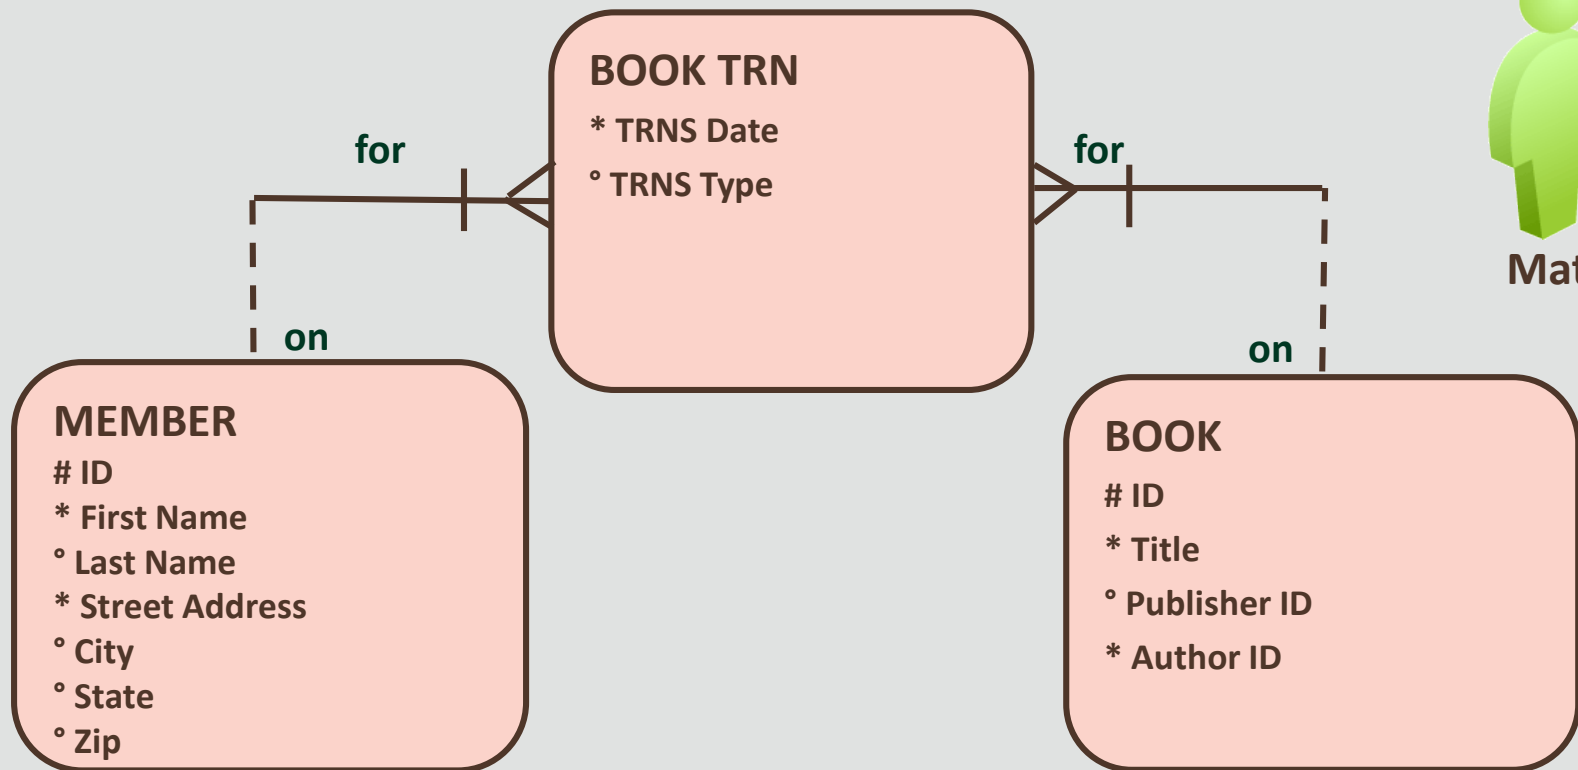 BOOK TRN
* TRNS Date
° TRNS Type
for
for
on
on
MEMBER
# ID
* First Name
° Last Name
* Street Address
° City
° State
° Zip
BOOK
# ID
* Title
° Publisher ID
* Author ID